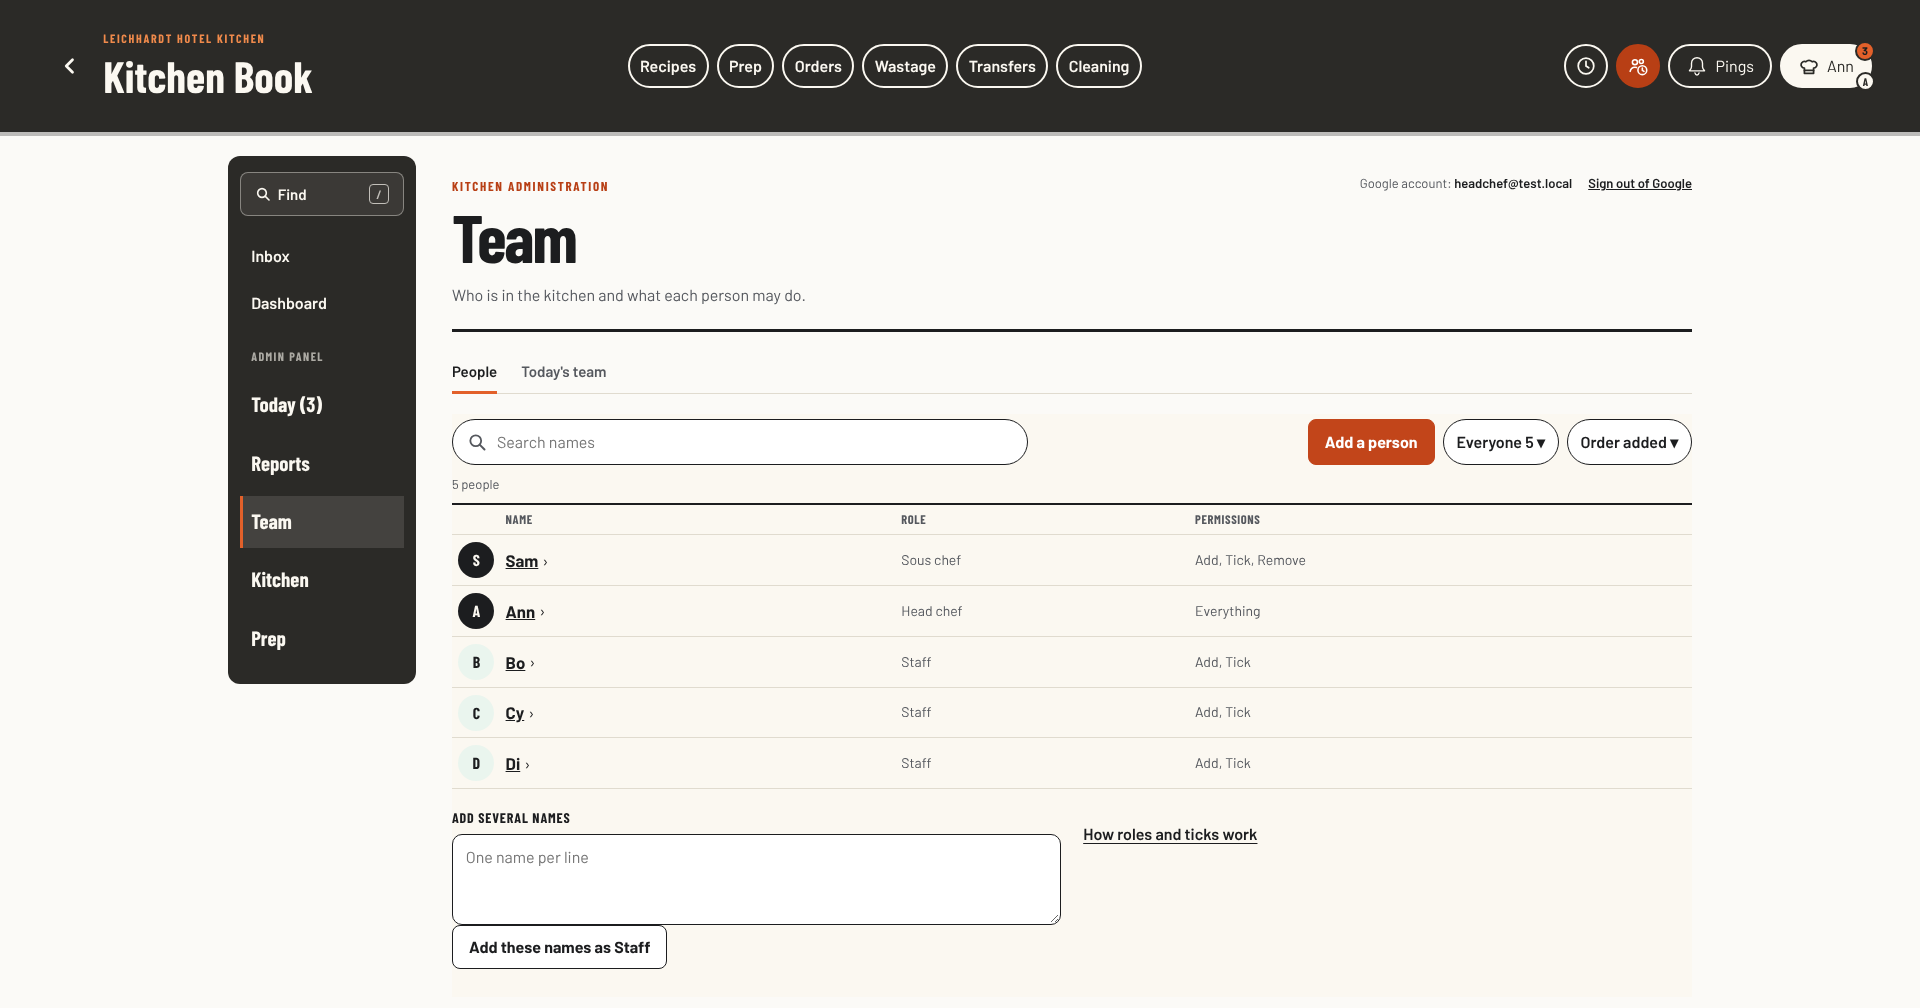 LEICHHARDT HOTEL KITCHEN
Kitchen Book
Recipes
Prep
Orders
Wastage
Transfers
Cleaning
Pings
Ann
3
A
Find
/
Inbox
Dashboard
ADMIN PANEL
Today (3)
Reports
Team
Kitchen
Prep
KITCHEN ADMINISTRATION
Google account: headchef@test.local
Sign out of Google
Team
Who is in the kitchen and what each person may do.
People
Today's team
Search names
Add a person
Everyone 5 ▾
Order added ▾
5 people
NAME ROLE PERMISSIONS
S Sam › Sous chef Add, Tick, Remove
A Ann › Head chef Everything
B Bo › Staff Add, Tick
C Cy › Staff Add, Tick
D Di › Staff Add, Tick
ADD SEVERAL NAMES
One name per line
How roles and ticks work
Add these names as Staff